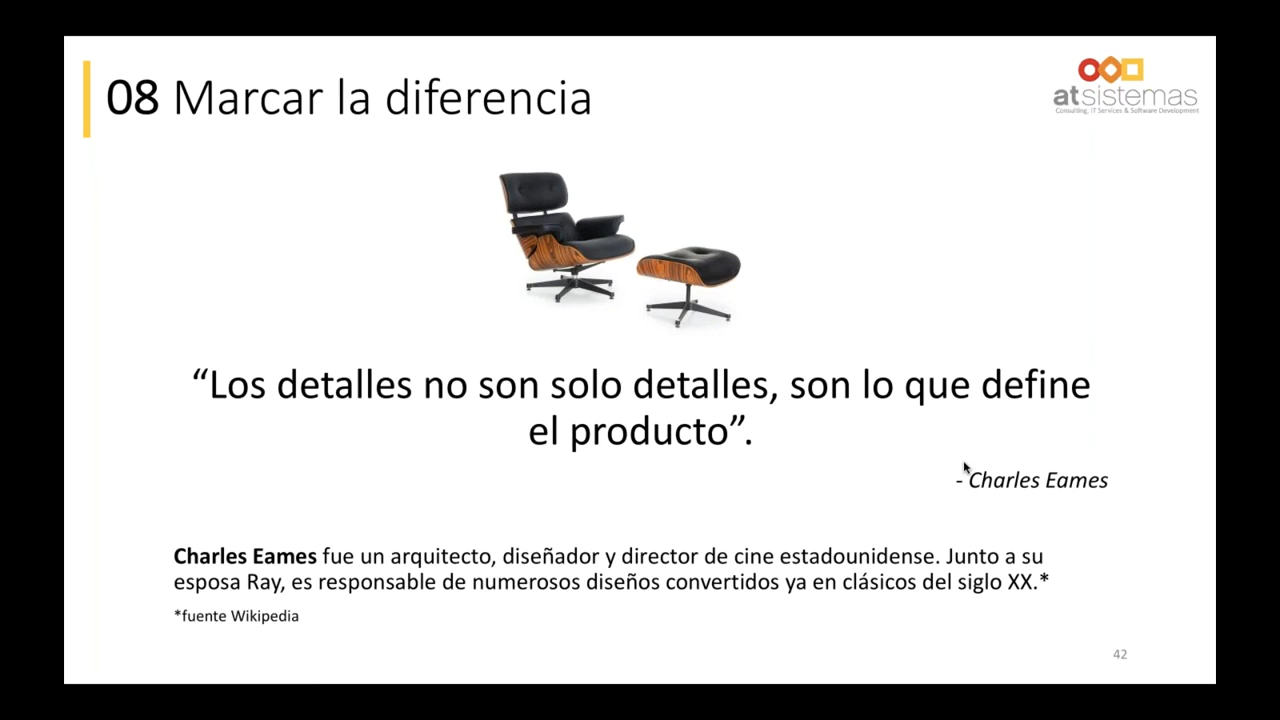 08 Marcar la diferencia
atsistemas
Consulting, IT Services & Software Development
“Los detalles no son solo detalles, son lo que define
el producto”.
- Charles Eames
Charles Eames fue un arquitecto, diseñador y director de cine estadounidense. Junto a su
esposa Ray, es responsable de numerosos diseños convertidos ya en clásicos del siglo XX.*
*fuente Wikipedia
42